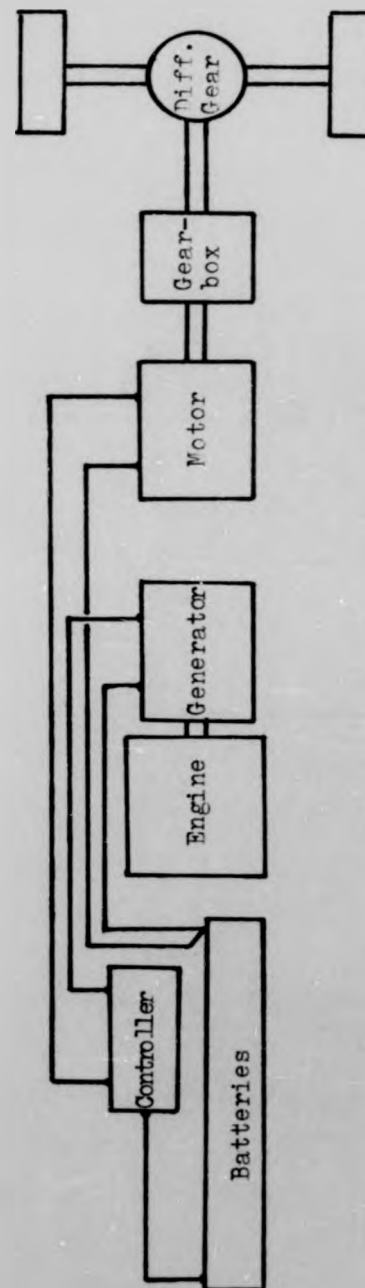 Controller
Batteries
Engine
Generator
Motor
Gear-
box
Diff.
Gear